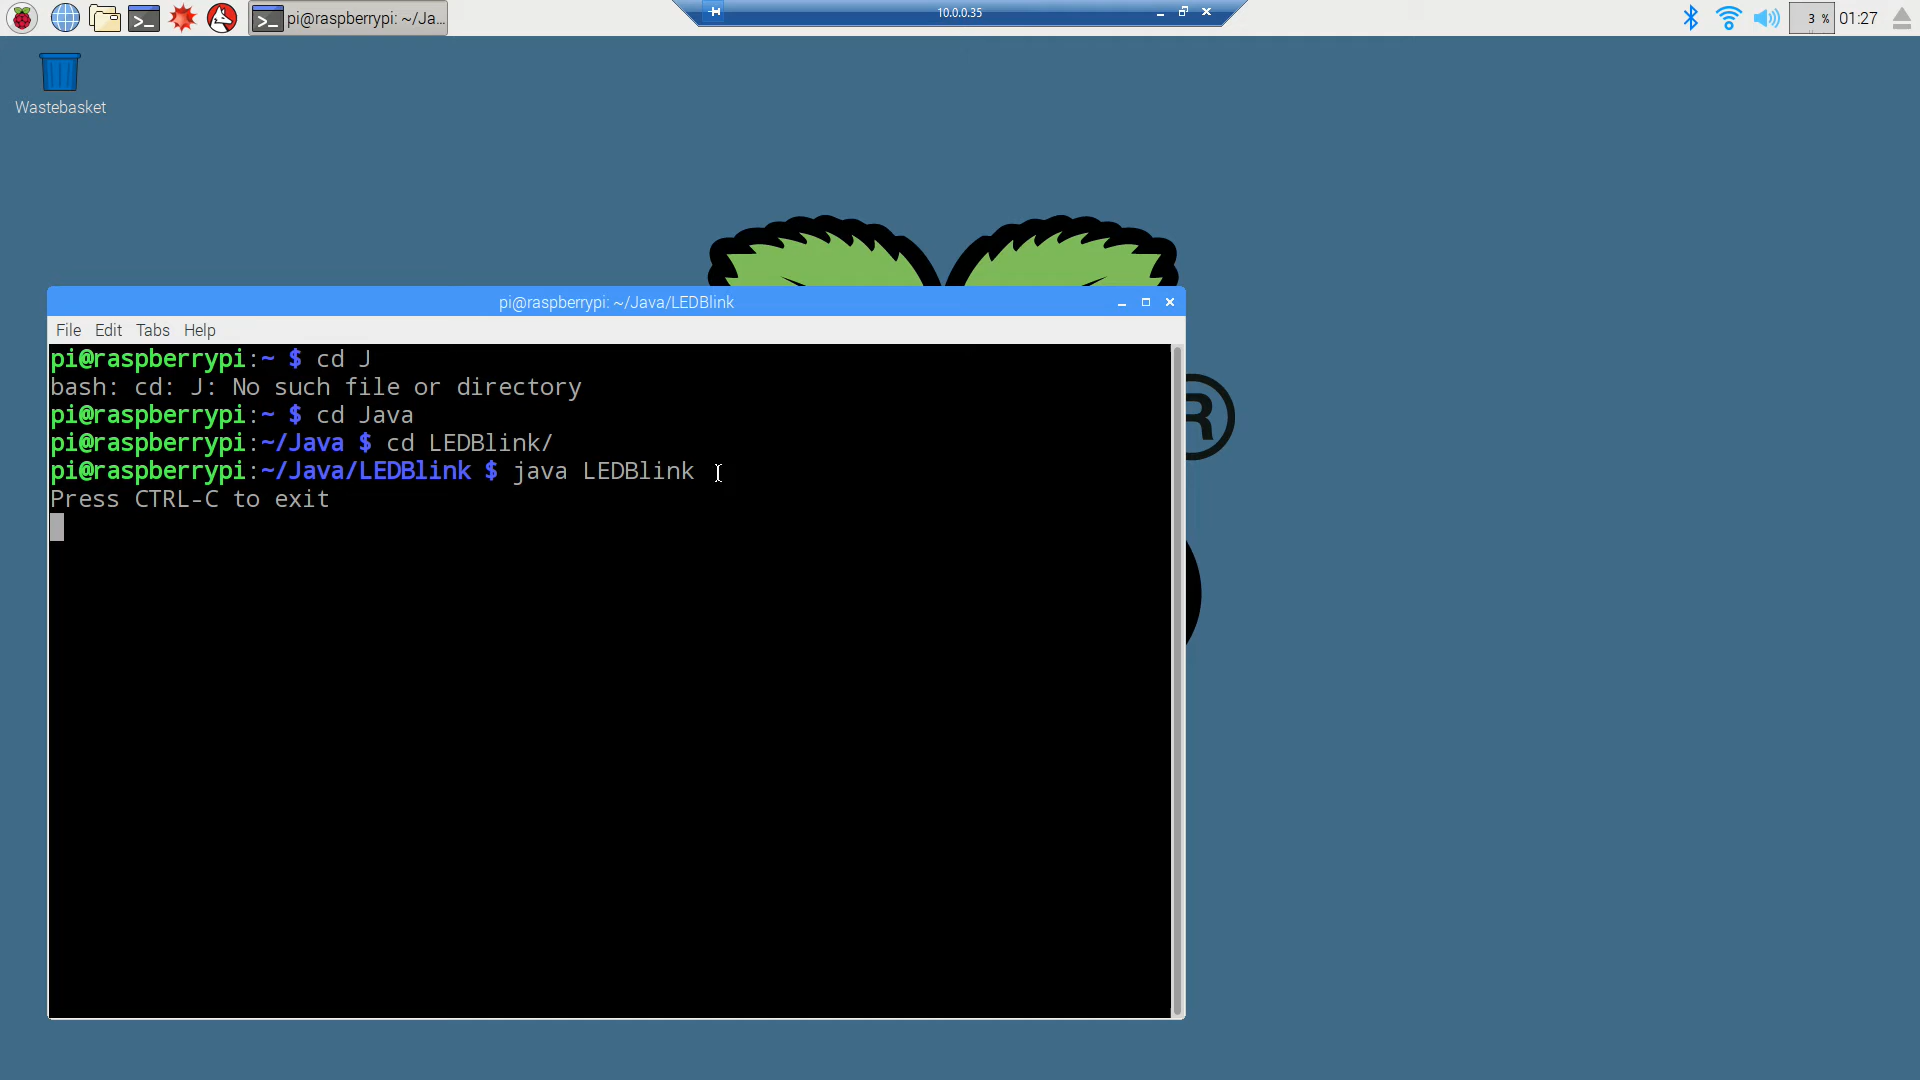 pi@raspberrypi: ~/Ja...
10.0.0.35
3 %
01:27
Wastebasket
R
pi@raspberrypi: ~/Java/LEDBlink
File Edit Tabs Help
pi@raspberrypi:~ $ cd J
bash: cd: J: No such file or directory
pi@raspberrypi:~ $ cd Java
pi@raspberrypi:~/Java $ cd LEDBlink/
pi@raspberrypi:~/Java/LEDBlink $ java LEDBlink
Press CTRL-C to exit